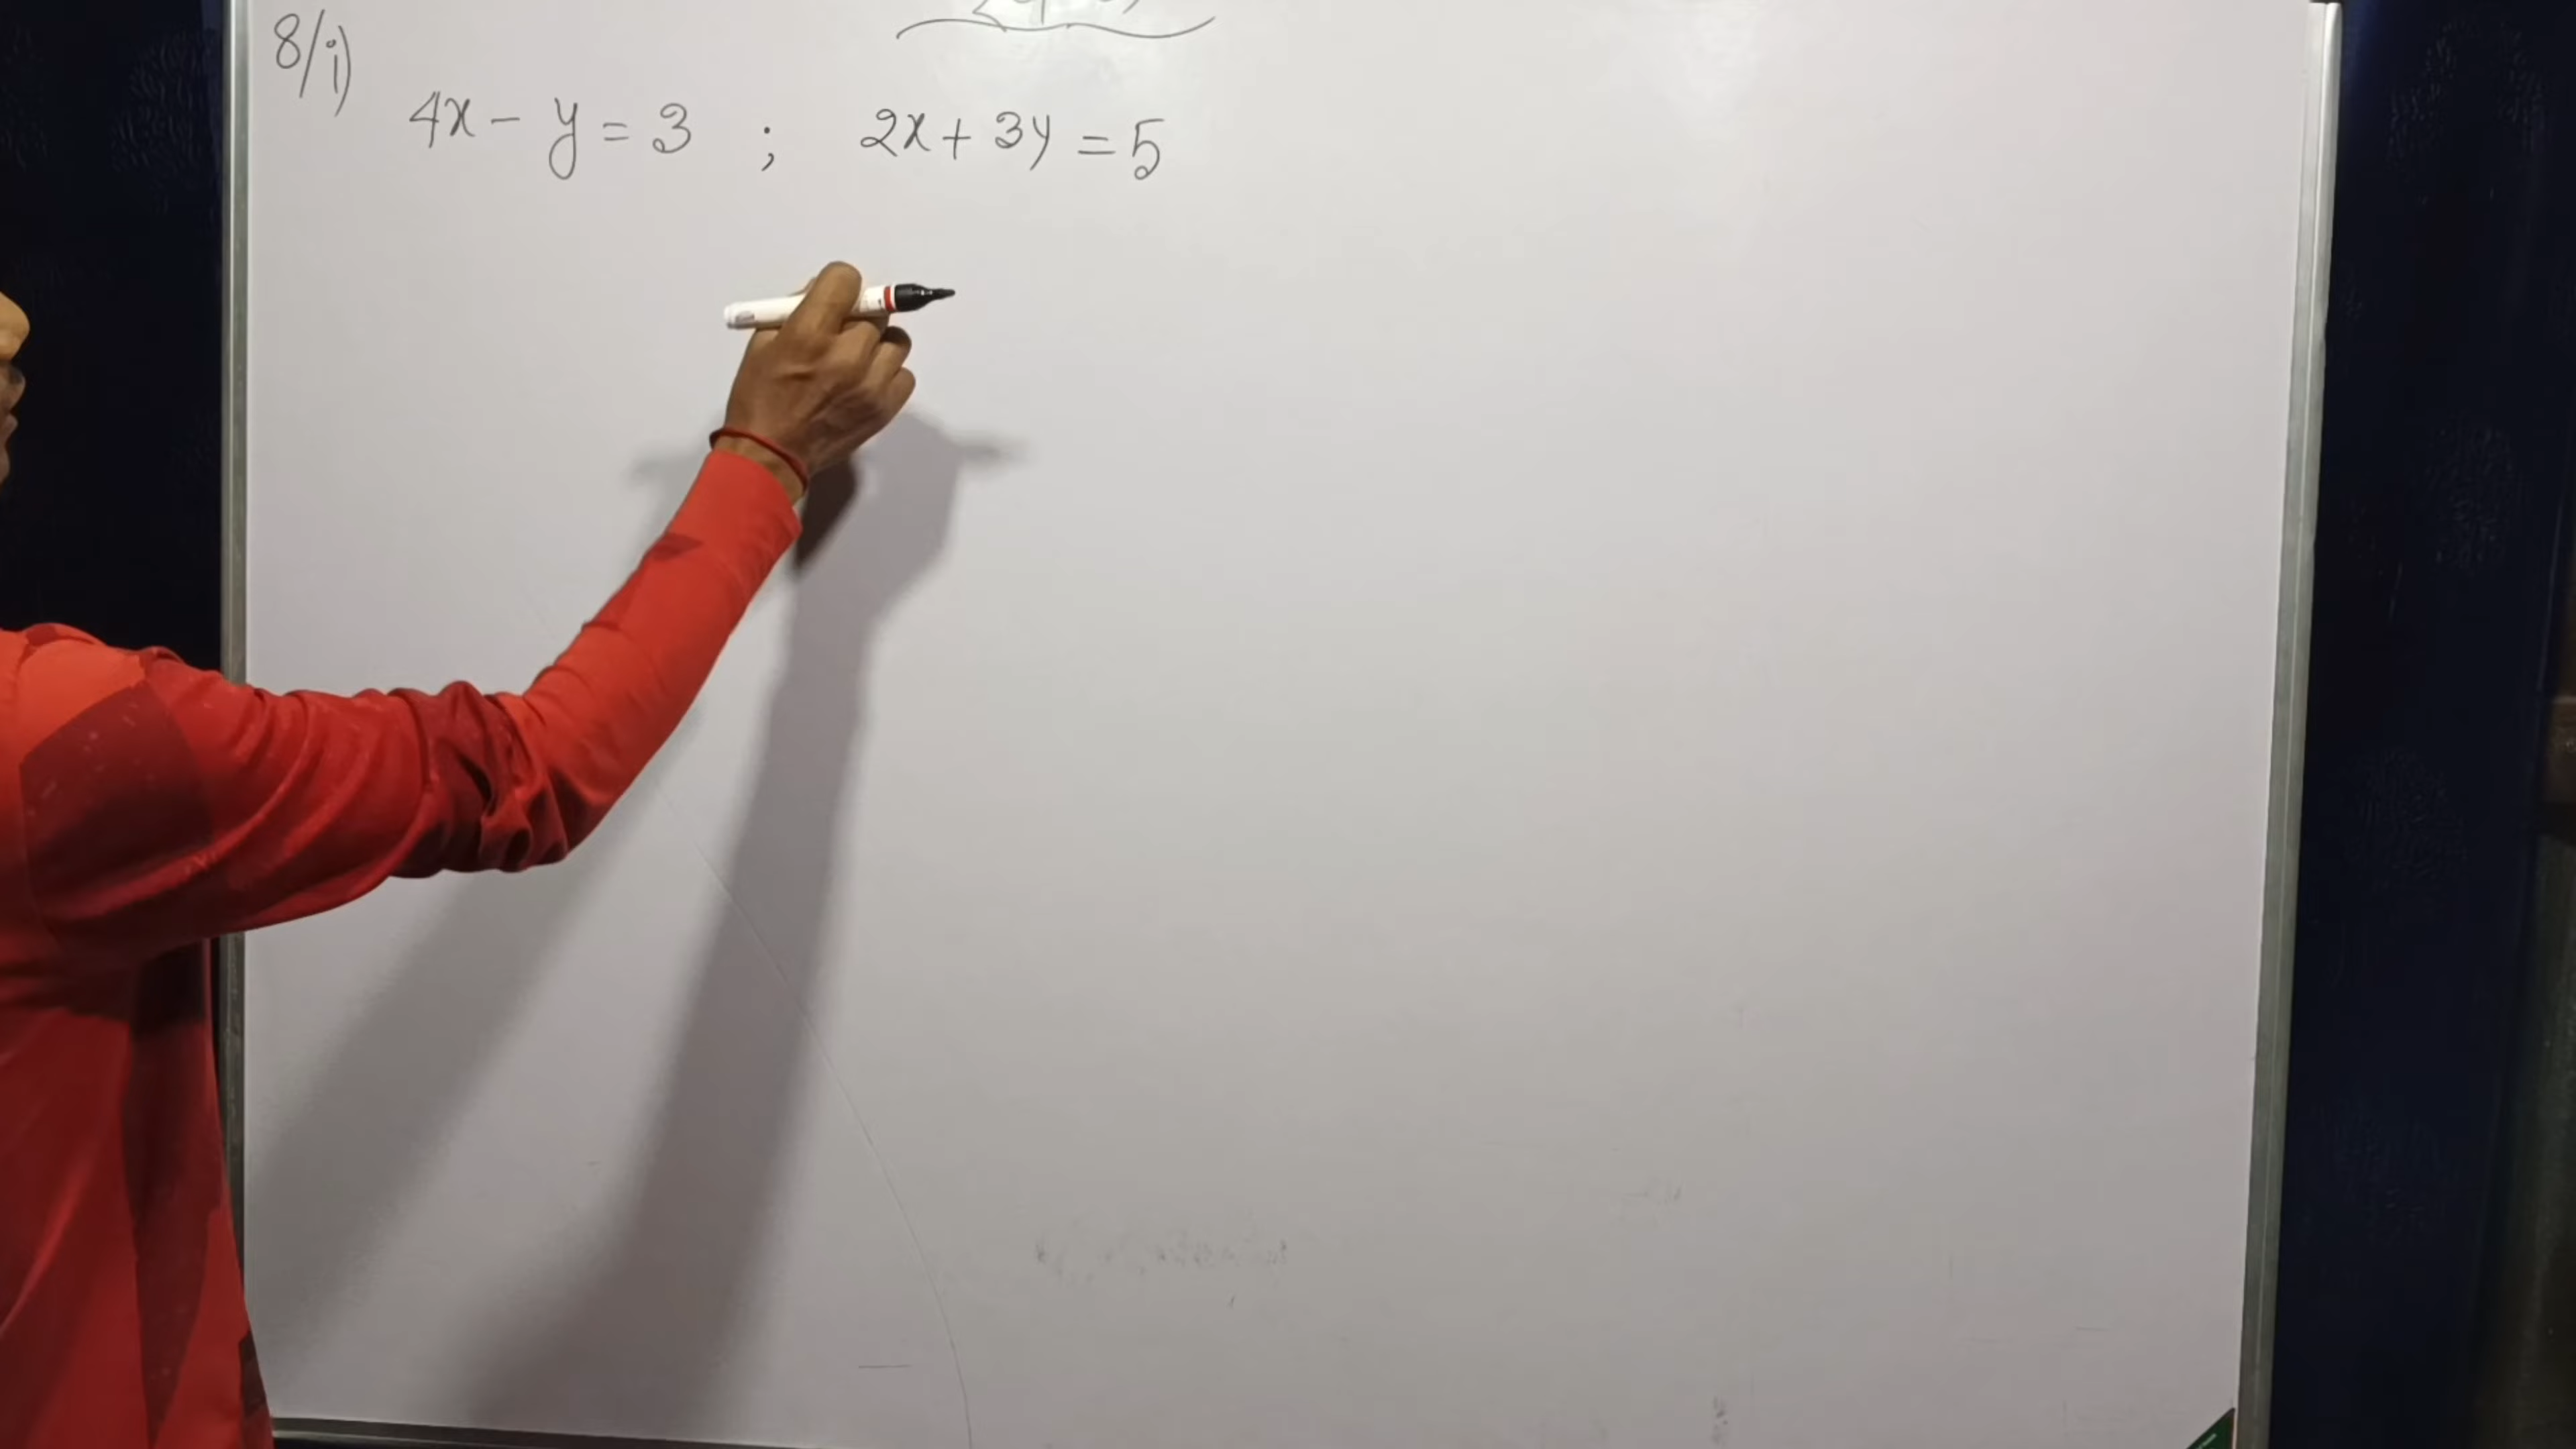 8/i)
4x - y = 3 ; 2x + 3y = 5